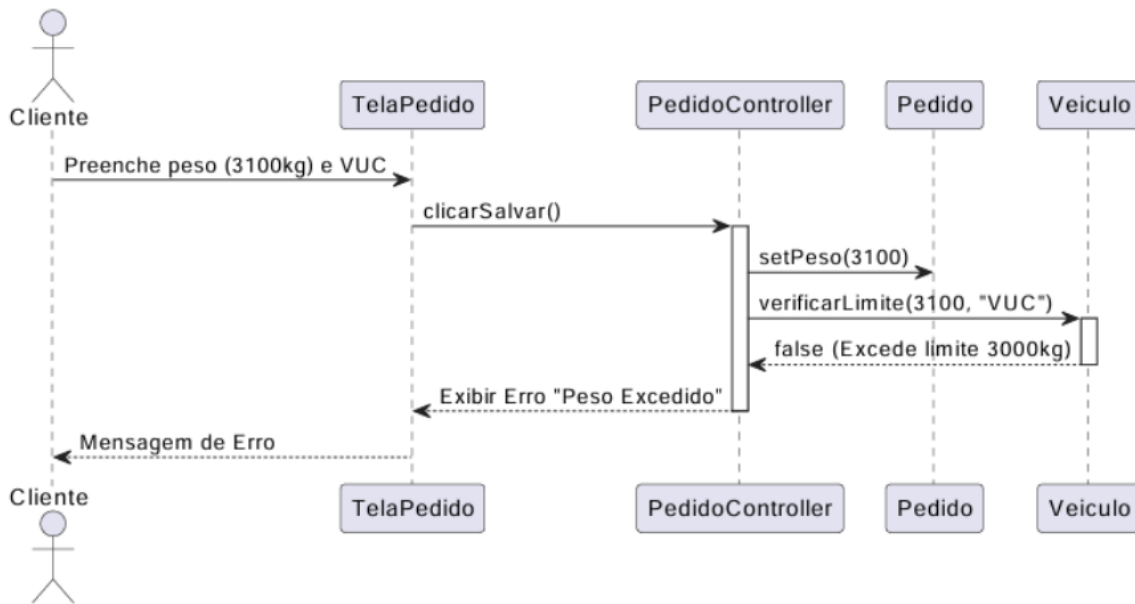 Cliente
TelaPedido
PedidoController
Pedido
Veiculo
Preenche peso (3100kg) e VUC
clicarSalvar()
setPeso(3100)
verificarLimite(3100, "VUC")
false (Excede limite 3000kg)
Exibir Erro "Peso Excedido"
Mensagem de Erro
Cliente
TelaPedido
PedidoController
Pedido
Veiculo